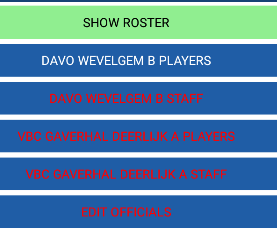 SHOW ROSTER
DAVO WEVELGEM B PLAYERS
DAVO WEVELGEM B STAFF
VBC GAVERHAL DEERLIJK A PLAYERS
VBC GAVERHAL DEERLIJK A STAFF
EDIT OFFICIALS